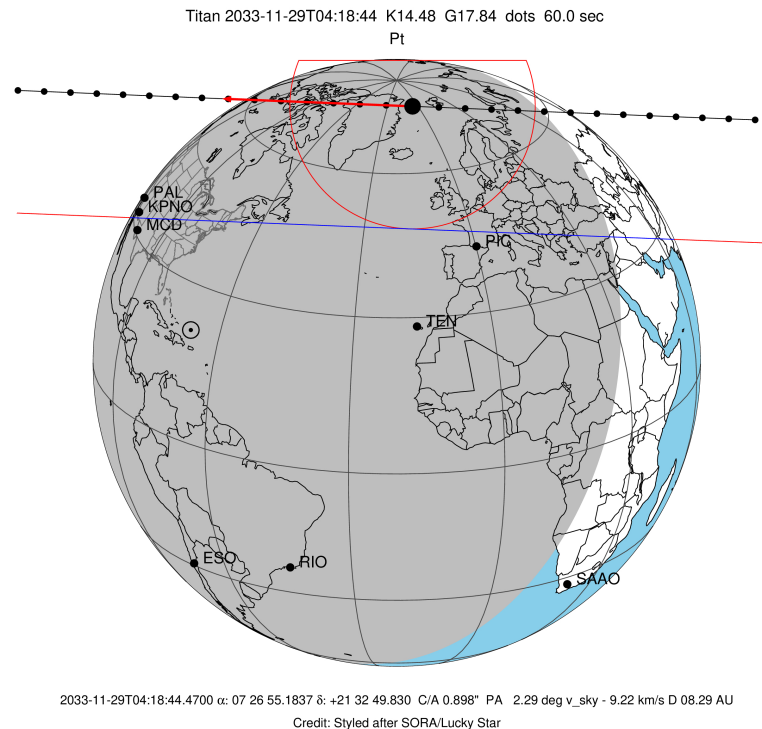 Titan 2033-11-29T04:18:44 K14.48 G17.84 dots 60.0 sec
Pt
PAL
KPNO
MCD
PIC
TEN
ESO
RIO
SAAO
2033-11-29T04:18:44.4700 α: 07 26 55.1837 δ: +21 32 49.830 C/A 0.898" PA 2.29 deg v_sky - 9.22 km/s D 08.29 AU
Credit: Styled after SORA/Lucky Star